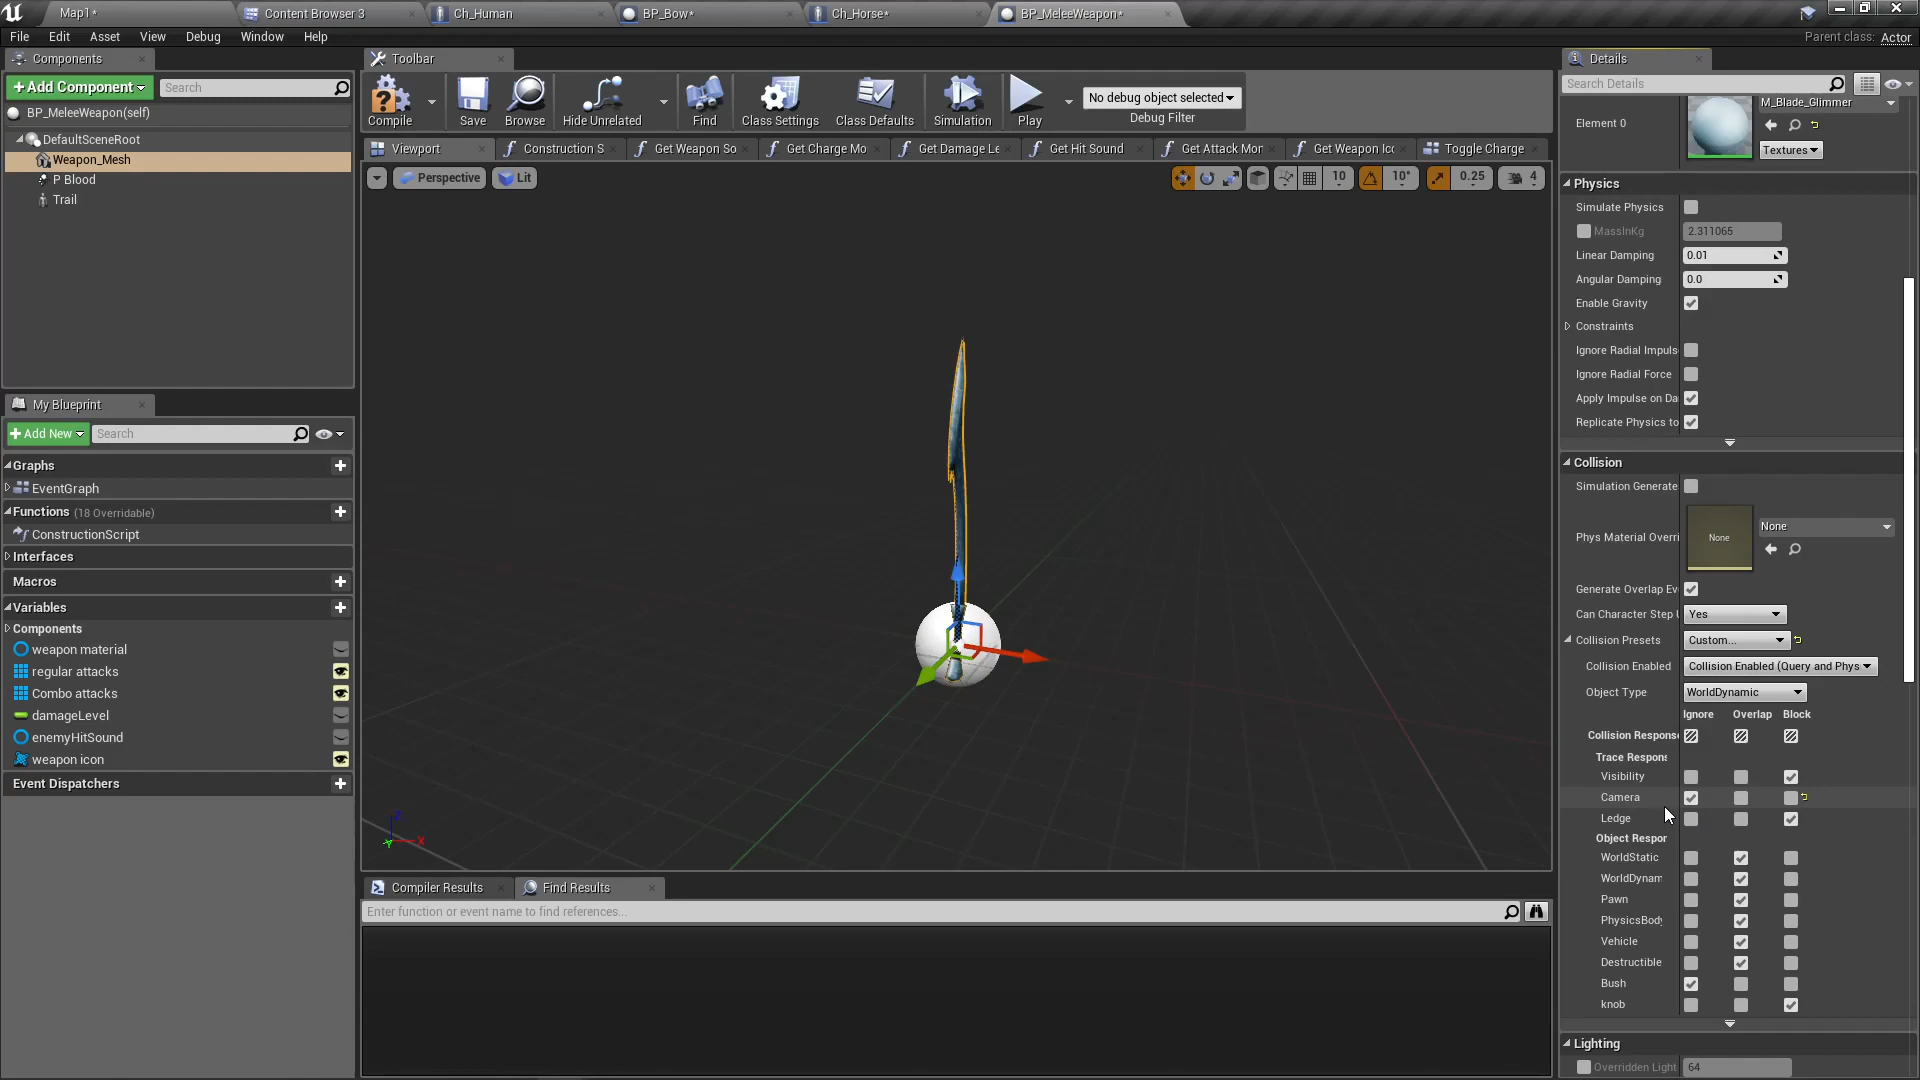 Map1*
Content Browser 3
Ch_Human
BP_Bow*
Ch_Horse*
BP_MeleeWeapon*
File Edit Asset View Debug Window Help
Parent class: Actor
Components
+Add Component
Search
BP_MeleeWeapon(self)
DefaultSceneRoot
Weapon_Mesh
P Blood
Trail
My Blueprint
+Add New
Search
Graphs
EventGraph
Functions (18 Overridable)
ConstructionScript
Interfaces
Macros
Variables
Components
weapon material
regular attacks
Combo attacks
damageLevel
enemyHitSound
weapon icon
Event Dispatchers
Toolbar
Compile
Save
Browse
Hide Unrelated
Find
Class Settings
Class Defaults
Simulation
Play
No debug object selected
Debug Filter
Viewport
Construction S
Get Weapon So
Get Charge Mo
Get Damage Le
Get Hit Sound
Get Attack Mon
Get Weapon Ico
Toggle Charge
Perspective
Lit
10
10°
0.25
4
Z
X
Y
Compiler Results
Find Results
Enter function or event name to find references...
Details
Search Details
Element 0
M_Blade_Glimmer
Textures
Physics
Simulate Physics
MassInKg 2.311065
Linear Damping 0.01
Angular Damping 0.0
Enable Gravity
Constraints
Ignore Radial Impuls
Ignore Radial Force
Apply Impulse on Da
Replicate Physics to
Collision
Simulation Generate
Phys Material Overri
None
None
Generate Overlap Ev
Can Character Step U Yes
Collision Presets Custom...
Collision Enabled Collision Enabled (Query and Phys
Object Type WorldDynamic
Ignore Overlap Block
Collision Response
Trace Respons
Visibility
Camera
Ledge
Object Respor
WorldStatic
WorldDynam
Pawn
PhysicsBody
Vehicle
Destructible
Bush
knob
Lighting
Overridden Light 64